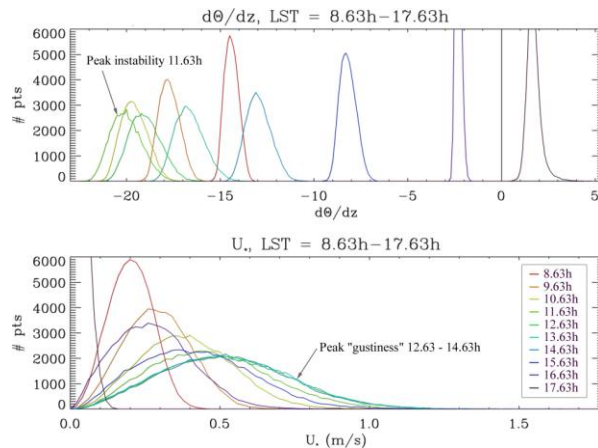 dΘ/dz, LST = 8.63h−17.63h
6000
5000
4000
3000
2000
1000
0
# pts
Peak instability 11.63h
−20 −15 −10 −5 0 5
dΘ/dz
U*, LST = 8.63h−17.63h
6000
5000
4000
3000
2000
1000
0
# pts
Peak "gustiness" 12.63 - 14.63h
8.63h
9.63h
10.63h
11.63h
12.63h
13.63h
14.63h
15.63h
16.63h
17.63h
0.0 0.5 1.0 1.5
U* (m/s)